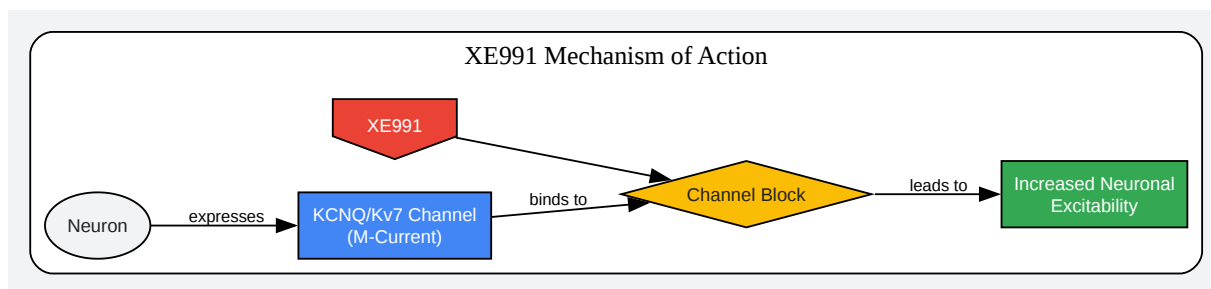 XE991 Mechanism of Action
XE991
Neuron
expresses
KCNQ/Kv7 Channel
(M-Current)
binds to
Channel Block
leads to
Increased Neuronal
Excitability